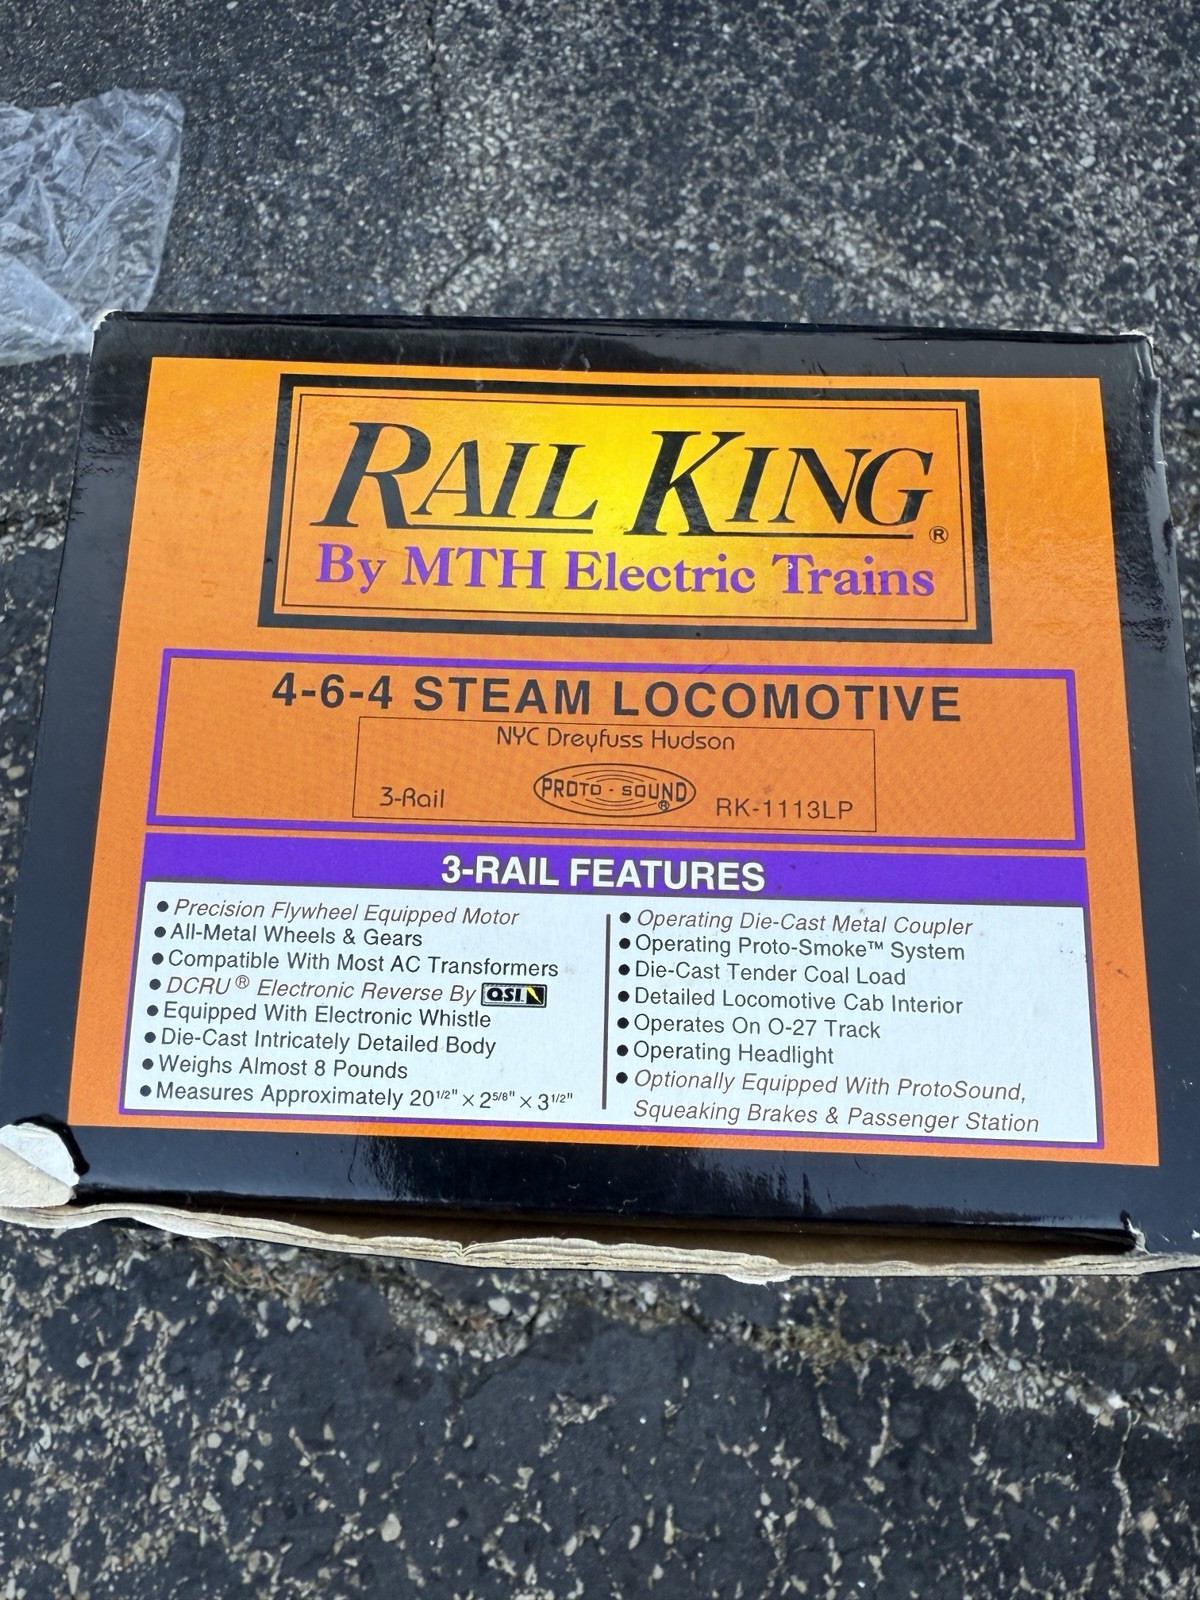 RAIL KING®
By MTH Electric Trains
4-6-4 STEAM LOCOMOTIVE
NYC Dreyfuss Hudson
3-Rail PROTO-SOUND® RK-1113LP
3-RAIL FEATURES
• Precision Flywheel Equipped Motor
• All-Metal Wheels & Gears
• Compatible With Most AC Transformers
• DCRU® Electronic Reverse By QSI
• Equipped With Electronic Whistle
• Die-Cast Intricately Detailed Body
• Weighs Almost 8 Pounds
• Measures Approximately 20 1/2" x 2 5/8" x 3 1/2"
• Operating Die-Cast Metal Coupler
• Operating Proto-Smoke™ System
• Die-Cast Tender Coal Load
• Detailed Locomotive Cab Interior
• Operates On O-27 Track
• Operating Headlight
• Optionally Equipped With ProtoSound,
Squeaking Brakes & Passenger Station